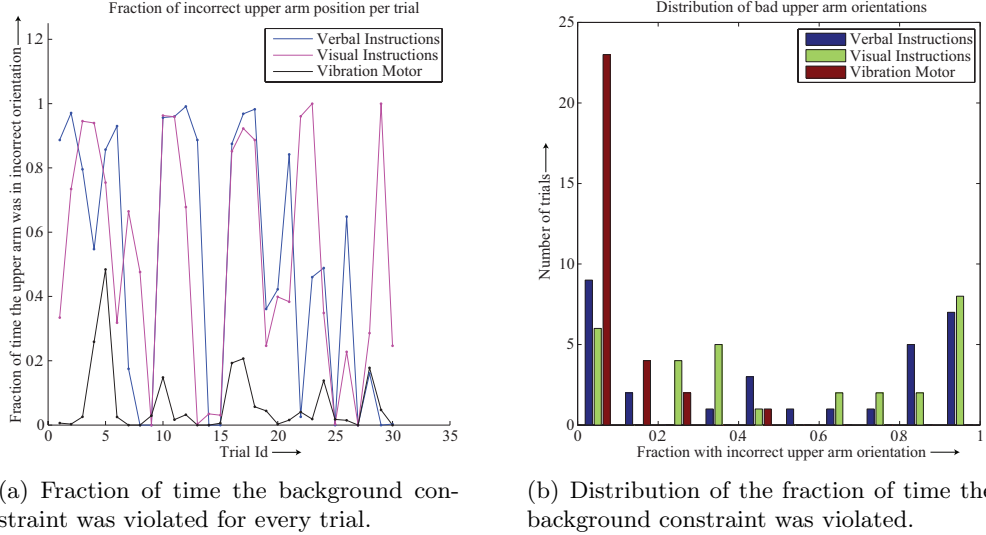 Fraction of incorrect upper arm position per trial
Fraction of time the upper arm was in incorrect orientation
1.2
1
0.8
0.6
0.4
0.2
0
Verbal Instructions
Visual Instructions
Vibration Motor
0 5 10 15 20 25 30 35
Trial Id
(a) Fraction of time the background con-
straint was violated for every trial.
Distribution of bad upper arm orientations
Number of trials
25
20
15
10
5
0
Verbal Instructions
Visual Instructions
Vibration Motor
0 0.2 0.4 0.6 0.8 1
Fraction with incorrect upper arm orientation
(b) Distribution of the fraction of time the
background constraint was violated.